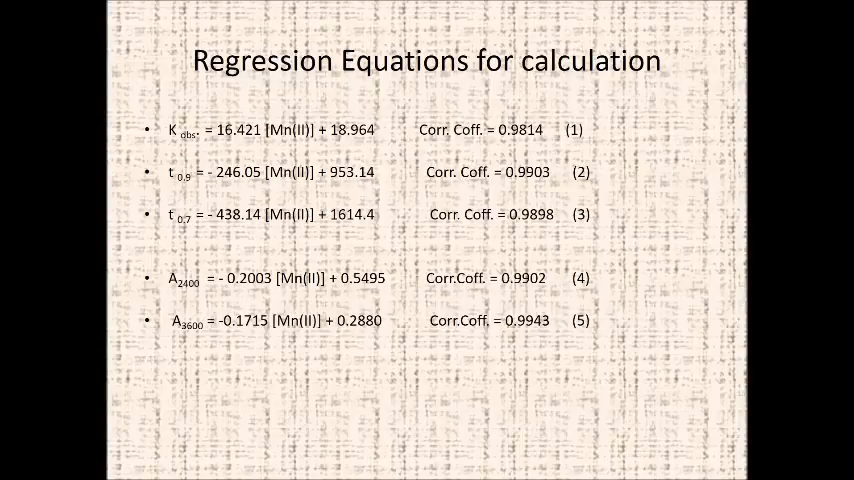 Regression Equations for calculation
• K obs. = 16.421 [Mn(II)] + 18.964 Corr. Coff. = 0.9814 (1)
• t 0.9 = - 246.05 [Mn(II)] + 953.14 Corr. Coff. = 0.9903 (2)
• t 0.7 = - 438.14 [Mn(II)] + 1614.4 Corr. Coff. = 0.9898 (3)
• A2400 = - 0.2003 [Mn(II)] + 0.5495 Corr.Coff. = 0.9902 (4)
• A3600 = -0.1715 [Mn(II)] + 0.2880 Corr.Coff. = 0.9943 (5)